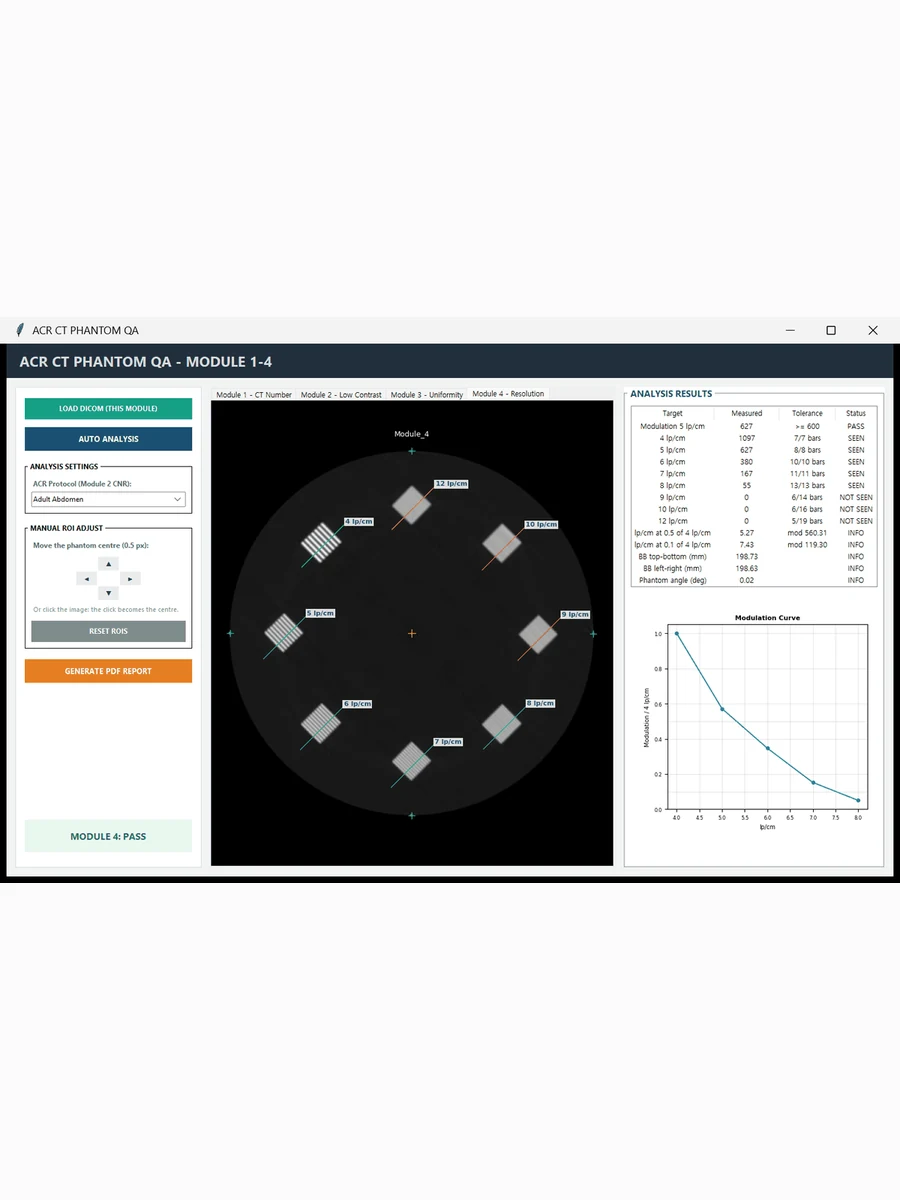 ACR CT PHANTOM QA
ACR CT PHANTOM QA - MODULE 1-4
LOAD DICOM (THIS MODULE)
AUTO ANALYSIS
ANALYSIS SETTINGS
ACR Protocol (Module 2 CNR):
Adult Abdomen
MANUAL ROI ADJUST
Move the phantom centre (0.5 px):
Or click the image: the click becomes the centre.
RESET ROIS
GENERATE PDF REPORT
MODULE 4: PASS
Module 1 - CT Number Module 2 - Low Contrast Module 3 - Uniformity Module 4 - Resolution
Module_4
12 lp/cm
4 lp/cm
10 lp/cm
5 lp/cm
9 lp/cm
6 lp/cm
8 lp/cm
7 lp/cm
ANALYSIS RESULTS
Target Measured Tolerance Status
Modulation 5 lp/cm 627 >= 600 PASS
4 lp/cm 1097 7/7 bars SEEN
5 lp/cm 627 8/8 bars SEEN
6 lp/cm 380 10/10 bars SEEN
7 lp/cm 167 11/11 bars SEEN
8 lp/cm 55 13/13 bars SEEN
9 lp/cm 0 6/14 bars NOT SEEN
10 lp/cm 0 6/16 bars NOT SEEN
12 lp/cm 0 5/19 bars NOT SEEN
lp/cm at 0.5 of 4 lp/cm 5.27 mod 560.31 INFO
lp/cm at 0.1 of 4 lp/cm 7.43 mod 119.30 INFO
BB top-bottom (mm) 198.73 INFO
BB left-right (mm) 198.63 INFO
Phantom angle (deg) 0.02 INFO
Modulation Curve
Modulation / 4 lp/cm
1.0
0.8
0.6
0.4
0.2
0.0
4.0 4.5 5.0 5.5 6.0 6.5 7.0 7.5 8.0
lp/cm